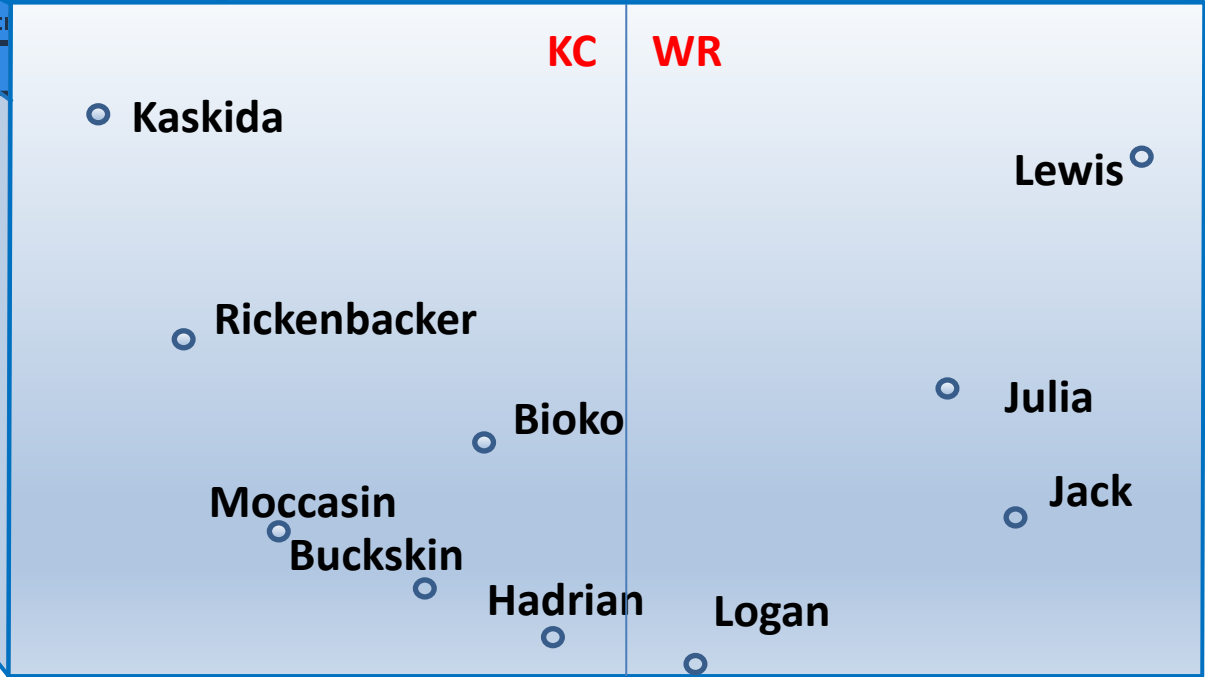 KC WR
Kaskida
Lewis
Rickenbacker
Julia
Bioko
Jack
Moccasin
Buckskin
Hadrian
Logan